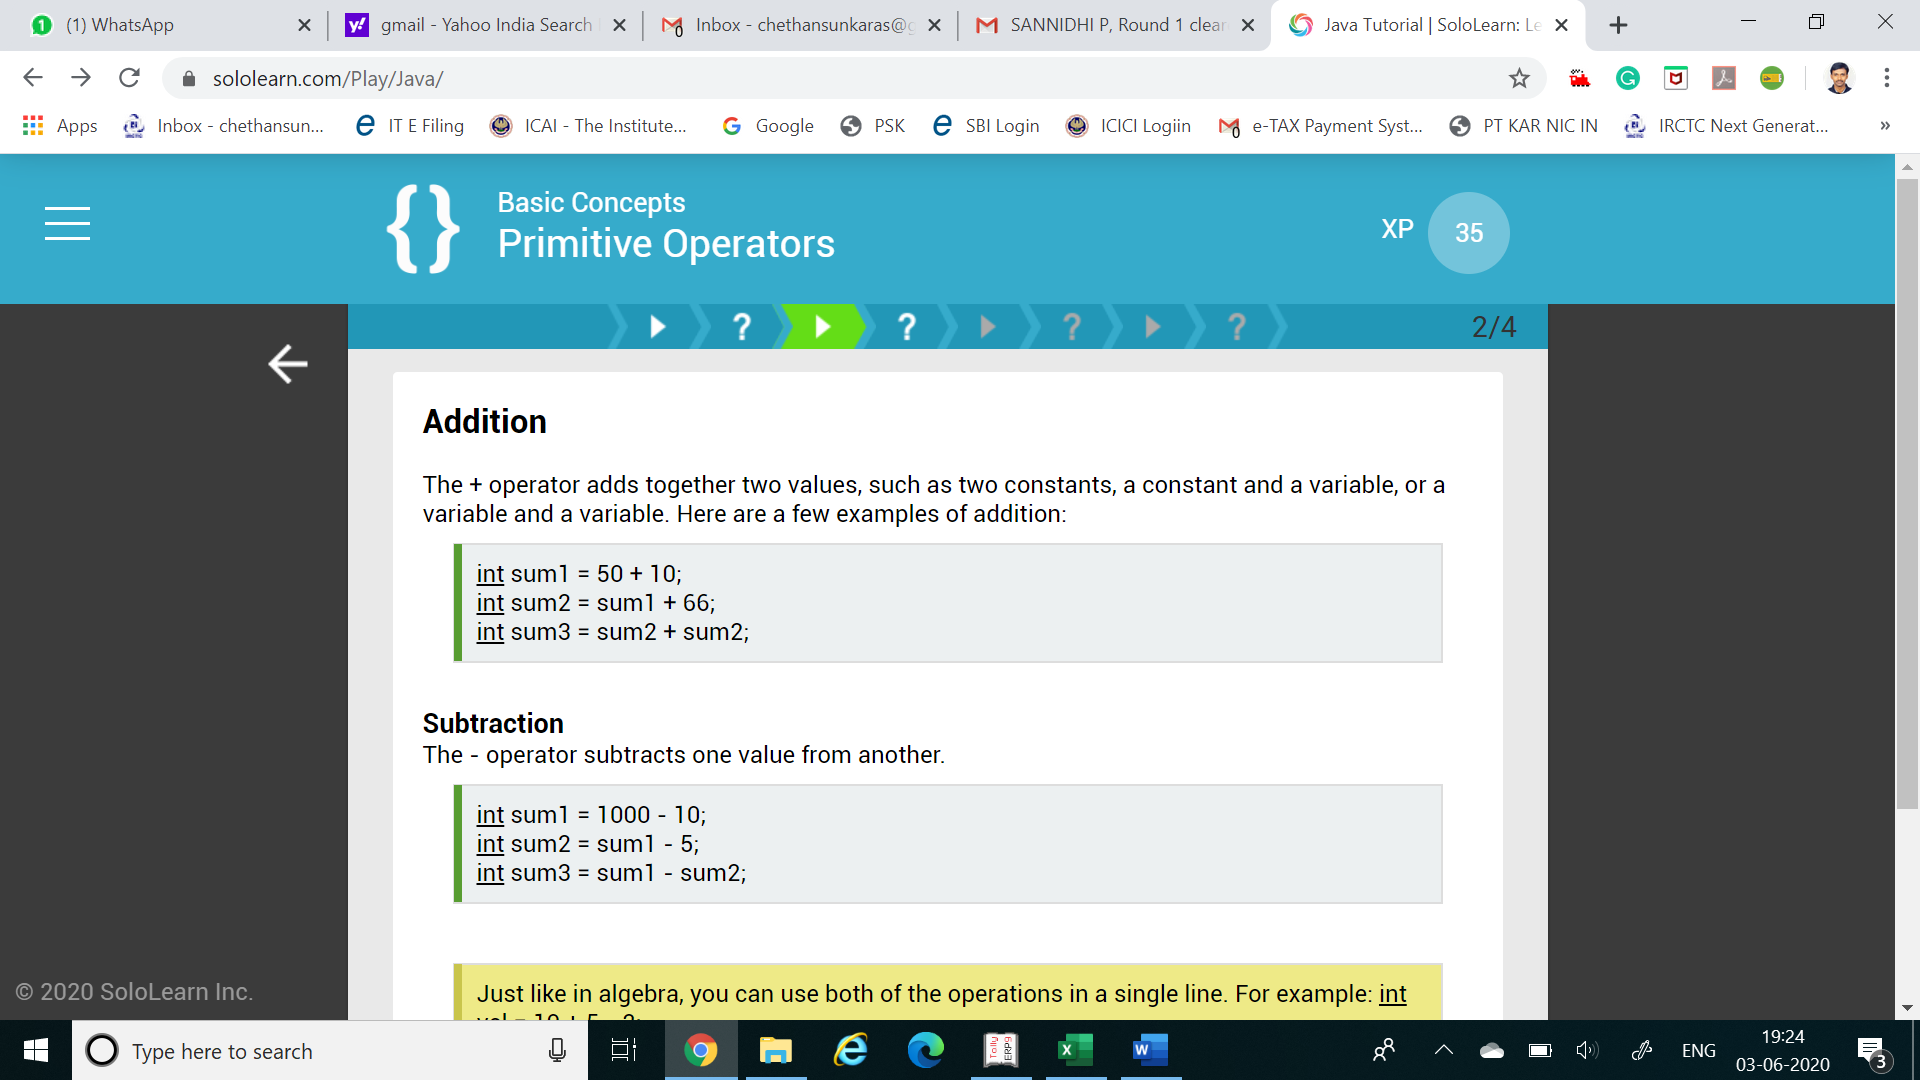 1 (1) WhatsApp
gmail - Yahoo India Search
Inbox - chethansunkaras@g
SANNIDHI P, Round 1 clear
Java Tutorial | SoloLearn: Le
sololearn.com/Play/Java/
Apps
Inbox - chethansun...
IT E Filing
ICAI - The Institute...
Google
PSK
SBI Login
ICICI Logiin
e-TAX Payment Syst...
PT KAR NIC IN
IRCTC Next Generat...
»
{} Basic Concepts
Primitive Operators
XP 35
? ? ? ?
2/4
Addition
The + operator adds together two values, such as two constants, a constant and a variable, or a
variable and a variable. Here are a few examples of addition:
int sum1 = 50 + 10;
int sum2 = sum1 + 66;
int sum3 = sum2 + sum2;
Subtraction
The - operator subtracts one value from another.
int sum1 = 1000 - 10;
int sum2 = sum1 - 5;
int sum3 = sum1 - sum2;
Just like in algebra, you can use both of the operations in a single line. For example: int
© 2020 SoloLearn Inc.
Type here to search
ENG
19:24
03-06-2020
3